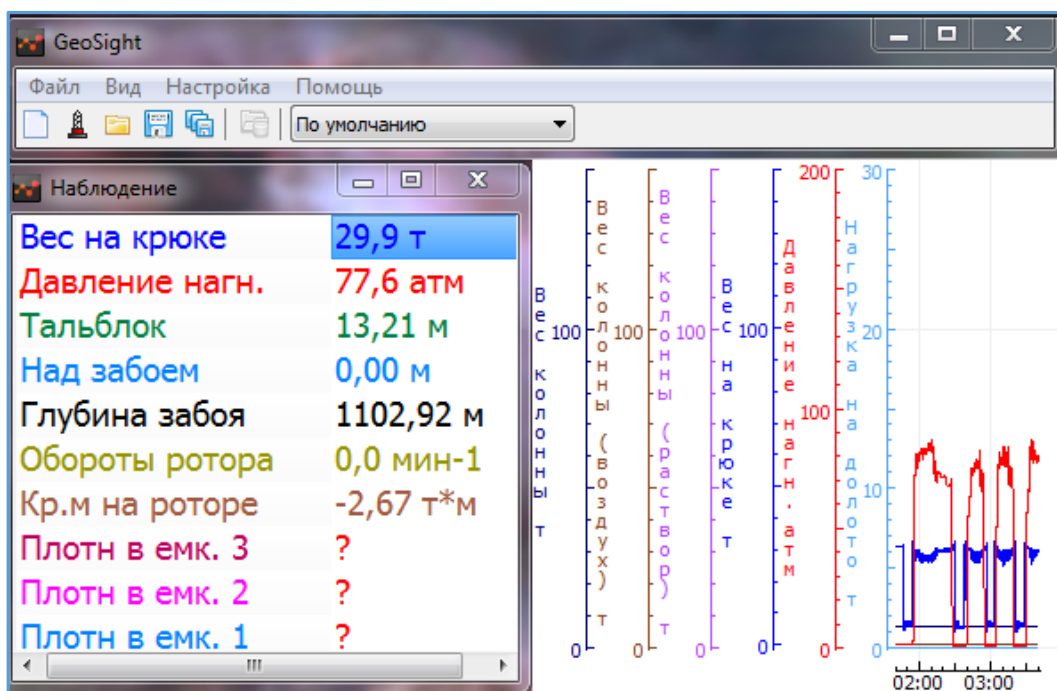 GeoSight
Файл Вид Настройка Помощь
По умолчанию
Наблюдение
Вес на крюке 29,9 т
Давление нагн. 77,6 атм
Тальблок 13,21 м
Над забоем 0,00 м
Глубина забоя 1102,92 м
Обороты ротора 0,0 мин-1
Кр.м на роторе -2,67 т*м
Плотн в емк. 3 ?
Плотн в емк. 2 ?
Плотн в емк. 1 ?
Вес колонны т
100
0
Вес колонны (воздух) т
100
0
Вес колонны (раствор) т
100
0
Вес на крюке т
100
0
Давление нагн. атм
200
100
0
Нагрузка на долото т
30
20
10
0
02:00 03:00